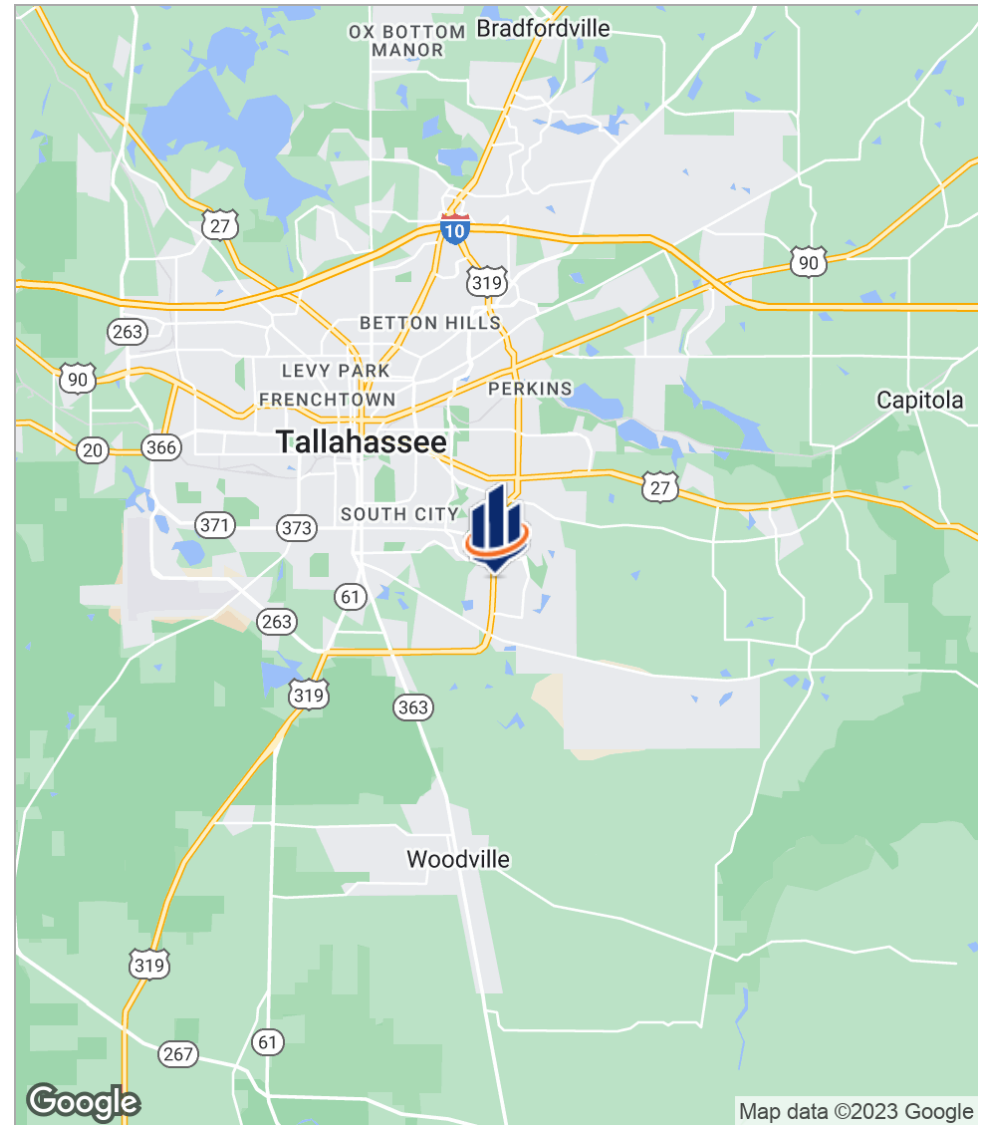 OX BOTTOM
MANOR
Bradfordville
27
10
90
319
263
BETTON HILLS
LEVY PARK
90
PERKINS
FRENCHTOWN
Capitola
Tallahassee
20
366
27
SOUTH CITY
371
373
61
263
319
363
Woodville
319
61
267
Google
Map data ©2023 Google